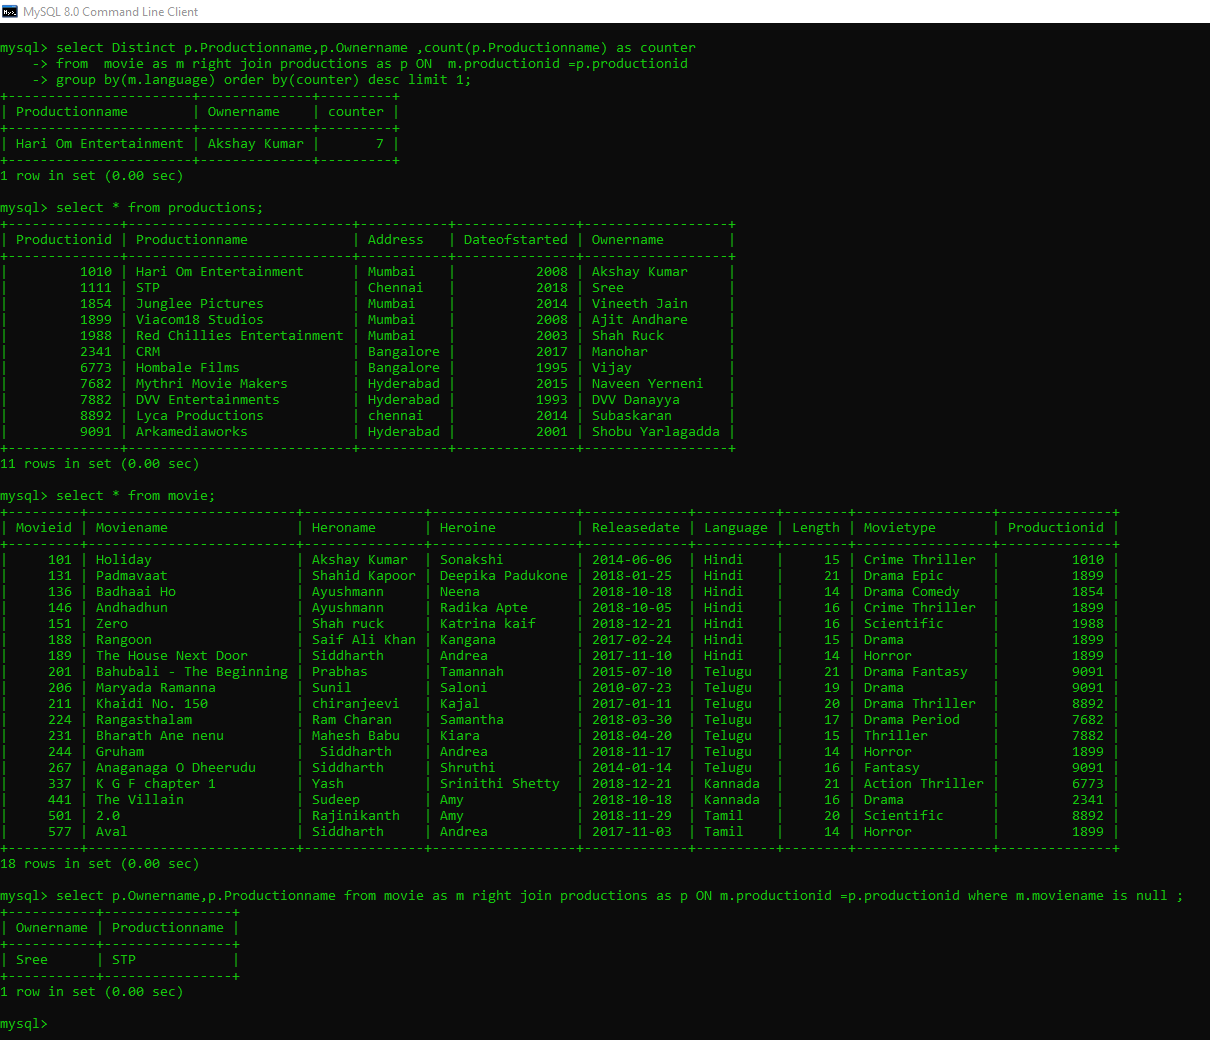 MySQL 8.0 Command Line Client
mysql> select Distinct p.Productionname,p.Ownername ,count(p.Productionname) as counter
    -> from  movie as m right join productions as p ON  m.productionid =p.productionid
    -> group by(m.language) order by(counter) desc limit 1;
+-----------------------+--------------+---------+
| Productionname        | Ownername    | counter |
+-----------------------+--------------+---------+
| Hari Om Entertainment | Akshay Kumar |       7 |
+-----------------------+--------------+---------+
1 row in set (0.00 sec)
mysql> select * from productions;
+--------------+----------------------------+-----------+---------------+------------------+
| Productionid | Productionname             | Address   | Dateofstarted | Ownername        |
+--------------+----------------------------+-----------+---------------+------------------+
|         1010 | Hari Om Entertainment      | Mumbai    |          2008 | Akshay Kumar     |
|         1111 | STP                        | Chennai   |          2018 | Sree             |
|         1854 | Junglee Pictures           | Mumbai    |          2014 | Vineeth Jain     |
|         1899 | Viacom18 Studios           | Mumbai    |          2008 | Ajit Andhare     |
|         1988 | Red Chillies Entertainment | Mumbai    |          2003 | Shah Ruck        |
|         2341 | CRM                        | Bangalore |          2017 | Manohar          |
|         6773 | Hombale Films              | Bangalore |          1995 | Vijay            |
|         7682 | Mythri Movie Makers        | Hyderabad |          2015 | Naveen Yerneni   |
|         7882 | DVV Entertainments         | Hyderabad |          1993 | DVV Danayya      |
|         8892 | Lyca Productions           | chennai   |          2014 | Subaskaran       |
|         9091 | Arkamediaworks             | Hyderabad |          2001 | Shobu Yarlagadda |
+--------------+----------------------------+-----------+---------------+------------------+
11 rows in set (0.00 sec)
mysql> select * from movie;
+---------+--------------------------+---------------+------------------+-------------+----------+--------+-----------------+--------------+
| Movieid | Moviename                | Heroname      | Heroine          | Releasedate | Language | Length | Movietype       | Productionid |
+---------+--------------------------+---------------+------------------+-------------+----------+--------+-----------------+--------------+
|     101 | Holiday                  | Akshay Kumar  | Sonakshi         | 2014-06-06  | Hindi    |     15 | Crime Thriller  |         1010 |
|     131 | Padmavaat                | Shahid Kapoor | Deepika Padukone | 2018-01-25  | Hindi    |     21 | Drama Epic      |         1899 |
|     136 | Badhaai Ho               | Ayushmann     | Neena            | 2018-10-18  | Hindi    |     14 | Drama Comedy    |         1854 |
|     146 | Andhadhun                | Ayushmann     | Radika Apte      | 2018-10-05  | Hindi    |     16 | Crime Thriller  |         1899 |
|     151 | Zero                     | Shah ruck     | Katrina kaif     | 2018-12-21  | Hindi    |     16 | Scientific      |         1988 |
|     188 | Rangoon                  | Saif Ali Khan | Kangana          | 2017-02-24  | Hindi    |     15 | Drama           |         1899 |
|     189 | The House Next Door      | Siddharth     | Andrea           | 2017-11-10  | Hindi    |     14 | Horror          |         1899 |
|     201 | Bahubali - The Beginning | Prabhas       | Tamannah         | 2015-07-10  | Telugu   |     21 | Drama Fantasy   |         9091 |
|     206 | Maryada Ramanna          | Sunil         | Saloni           | 2010-07-23  | Telugu   |     19 | Drama           |         9091 |
|     211 | Khaidi No. 150           | chiranjeevi   | Kajal            | 2017-01-11  | Telugu   |     20 | Drama Thriller  |         8892 |
|     224 | Rangasthalam             | Ram Charan    | Samantha         | 2018-03-30  | Telugu   |     17 | Drama Period    |         7682 |
|     231 | Bharath Ane nenu         | Mahesh Babu   | Kiara            | 2018-04-20  | Telugu   |     15 | Thriller        |         7882 |
|     244 | Gruham                   |  Siddharth    | Andrea           | 2018-11-17  | Telugu   |     14 | Horror          |         1899 |
|     267 | Anaganaga O Dheerudu     | Siddharth     | Shruthi          | 2014-01-14  | Telugu   |     16 | Fantasy         |         9091 |
|     337 | K G F chapter 1          | Yash          | Srinithi Shetty  | 2018-12-21  | Kannada  |     21 | Action Thriller |         6773 |
|     441 | The Villain              | Sudeep        | Amy              | 2018-10-18  | Kannada  |     16 | Drama           |         2341 |
|     501 | 2.0                      | Rajinikanth   | Amy              | 2018-11-29  | Tamil    |     20 | Scientific      |         8892 |
|     577 | Aval                     | Siddharth     | Andrea           | 2017-11-03  | Tamil    |     14 | Horror          |         1899 |
+---------+--------------------------+---------------+------------------+-------------+----------+--------+-----------------+--------------+
18 rows in set (0.00 sec)
mysql> select p.Ownername,p.Productionname from movie as m right join productions as p ON m.productionid =p.productionid where m.moviename is null ;
+-----------+----------------+
| Ownername | Productionname |
+-----------+----------------+
| Sree      | STP            |
+-----------+----------------+
1 row in set (0.00 sec)
mysql>